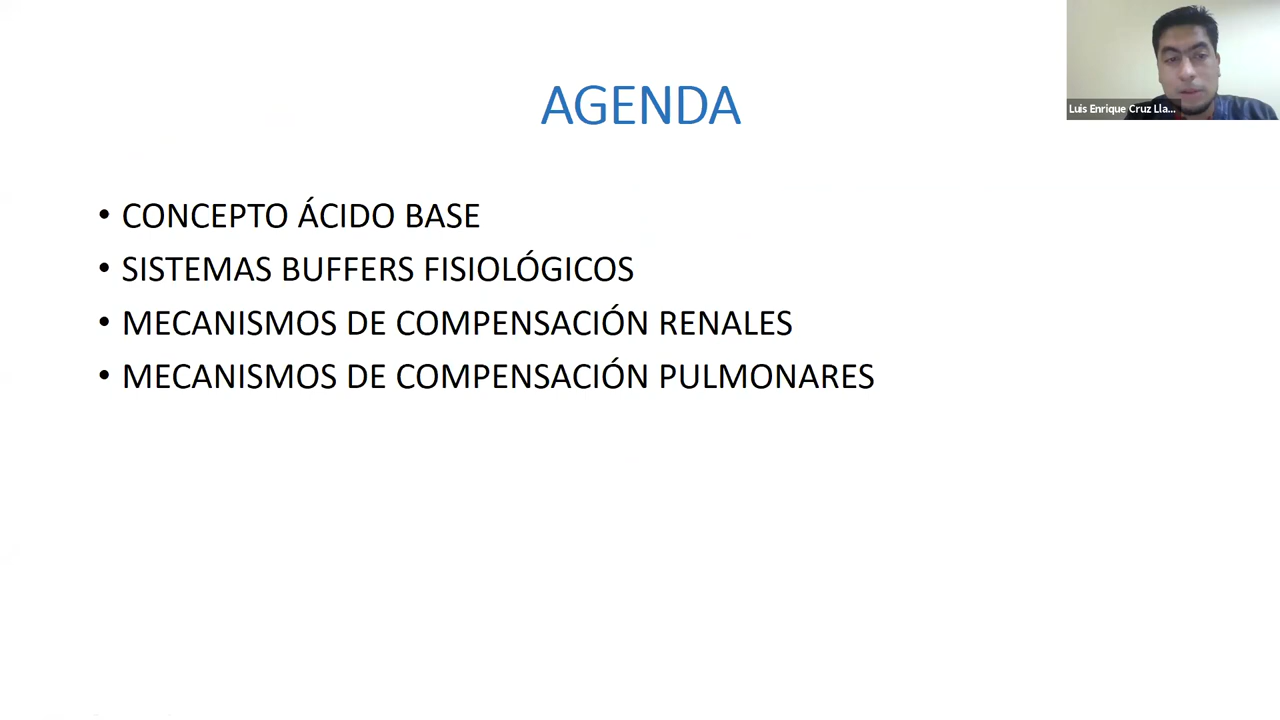 Luis Enrique Cruz Lla...
AGENDA
• CONCEPTO ÁCIDO BASE
• SISTEMAS BUFFERS FISIOLÓGICOS
• MECANISMOS DE COMPENSACIÓN RENALES
• MECANISMOS DE COMPENSACIÓN PULMONARES